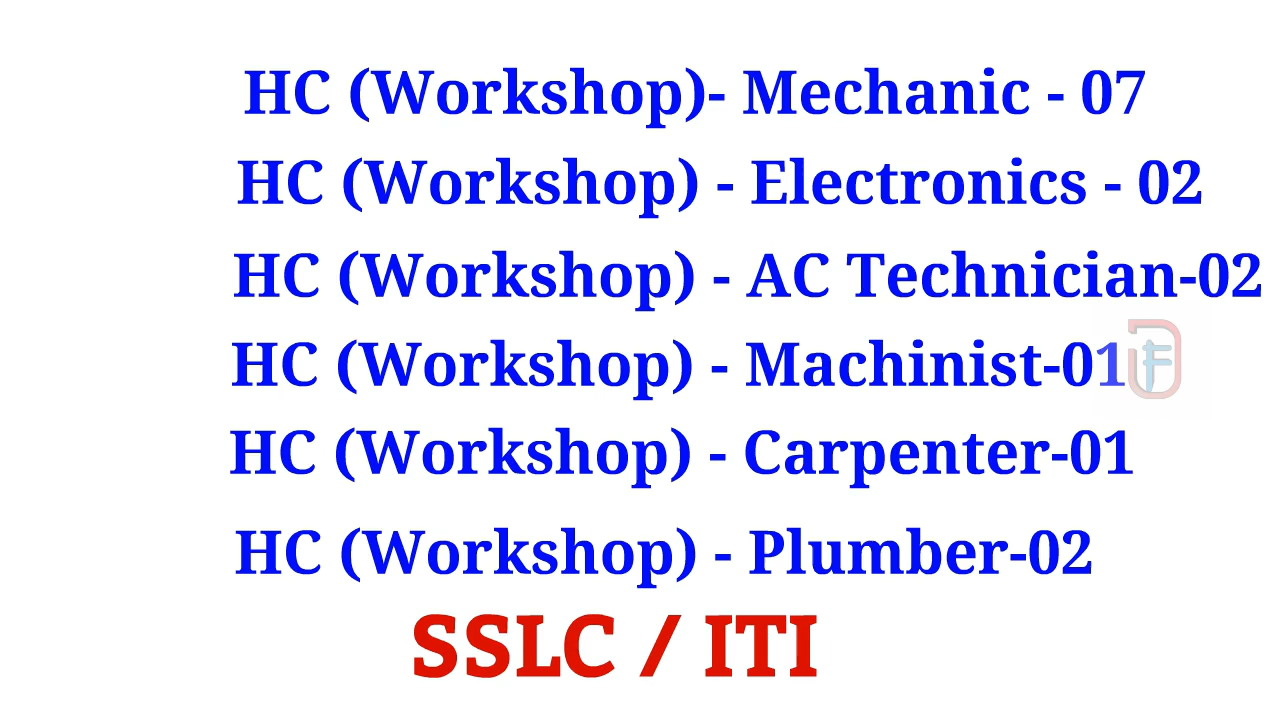 HC (Workshop)- Mechanic - 07
HC (Workshop) - Electronics - 02
HC (Workshop) - AC Technician-02
HC (Workshop) - Machinist-01
HC (Workshop) - Carpenter-01
HC (Workshop) - Plumber-02
SSLC / ITI